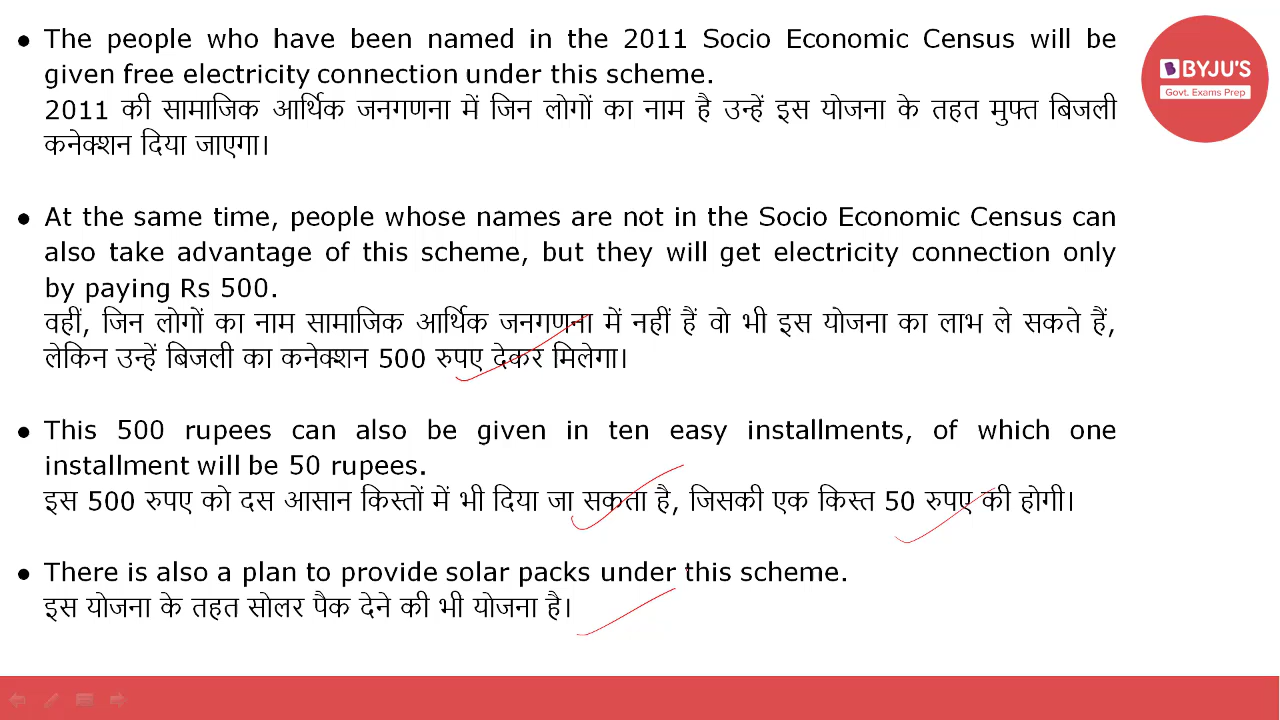 ● The people who have been named in the 2011 Socio Economic Census will be
given free electricity connection under this scheme.
2011 की सामाजिक आर्थिक जनगणना में जिन लोगों का नाम है उन्हें इस योजना के तहत मुफ्त बिजली
कनेक्शन दिया जाएगा।
● At the same time, people whose names are not in the Socio Economic Census can
also take advantage of this scheme, but they will get electricity connection only
by paying Rs 500.
वहीं, जिन लोगों का नाम सामाजिक आर्थिक जनगणना में नहीं हैं वो भी इस योजना का लाभ ले सकते हैं,
लेकिन उन्हें बिजली का कनेक्शन 500 रुपए देकर मिलेगा।
● This 500 rupees can also be given in ten easy installments, of which one
installment will be 50 rupees.
इस 500 रुपए को दस आसान किस्तों में भी दिया जा सकता है, जिसकी एक किस्त 50 रुपए की होगी।
● There is also a plan to provide solar packs under this scheme.
इस योजना के तहत सोलर पैक देने की भी योजना है।
BYJU'S
Govt. Exams Prep